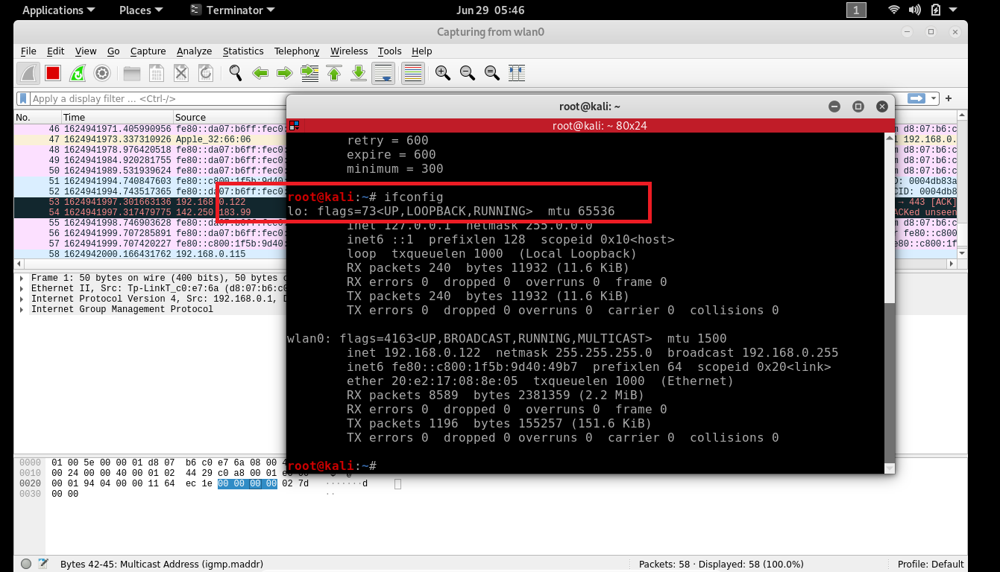 Applications Places Terminator Jun 29 05:46 1
Capturing from wlan0
File Edit View Go Capture Analyze Statistics Telephony Wireless Tools Help
Apply a display filter … <Ctrl-/>
No. Time Source
46 1624941971.405990956 fe80::da07:b6ff:fec0: m d8:07:b6:c
47 1624941973.337310926 Apple_32:66:06 l 192.168.0.
48 1624941978.976420518 fe80::da07:b6ff:fec0: m d8:07:b6:c
49 1624941984.920281755 fe80::da07:b6ff:fec0: m d8:07:b6:c
50 1624941989.531939624 fe80::da07:b6ff:fec0: m d8:07:b6:c
51 1624941994.740847603 fe80::c800:1f5b:9d40: D: 0004db83a
52 1624941994.743517365 fe80::da07:b6ff:fec0: CID: 0004db8
53 1624941997.301663136 192.168.0.122 → 443 [ACK]
54 1624941997.317479775 142.250.183.99 ACKed unseen
55 1624941998.746903628 fe80::da07:b6ff:fec0: m d8:07:b6:c
56 1624941999.707285891 fe80::da07:b6ff:fec0: r fe80::c800
57 1624941999.707420227 fe80::c800:1f5b:9d40: e80::c800:1f
58 1624942000.166431762 192.168.0.115
Frame 1: 50 bytes on wire (400 bits), 50 bytes c
Ethernet II, Src: Tp-LinkT_c0:e7:6a (d8:07:b6:c0
Internet Protocol Version 4, Src: 192.168.0.1, D
Internet Group Management Protocol
root@kali: ~
root@kali: ~ 80x24
retry = 600
expire = 600
minimum = 300
root@kali:~# ifconfig
lo: flags=73<UP,LOOPBACK,RUNNING> mtu 65536
inet 127.0.0.1 netmask 255.0.0.0
inet6 ::1 prefixlen 128 scopeid 0x10<host>
loop txqueuelen 1000 (Local Loopback)
RX packets 240 bytes 11932 (11.6 KiB)
RX errors 0 dropped 0 overruns 0 frame 0
TX packets 240 bytes 11932 (11.6 KiB)
TX errors 0 dropped 0 overruns 0 carrier 0 collisions 0
wlan0: flags=4163<UP,BROADCAST,RUNNING,MULTICAST> mtu 1500
inet 192.168.0.122 netmask 255.255.255.0 broadcast 192.168.0.255
inet6 fe80::c800:1f5b:9d40:49b7 prefixlen 64 scopeid 0x20<link>
ether 20:e2:17:08:8e:05 txqueuelen 1000 (Ethernet)
RX packets 8589 bytes 2381359 (2.2 MiB)
RX errors 0 dropped 0 overruns 0 frame 0
TX packets 1196 bytes 155257 (151.6 KiB)
TX errors 0 dropped 0 overruns 0 carrier 0 collisions 0
root@kali:~#
0000 01 00 5e 00 00 01 d8 07 b6 c0 e7 6a 08 00
0010 00 24 00 00 40 00 01 02 44 29 c0 a8 00 01
0020 00 01 94 04 00 00 11 64 ec 1e 00 00 00 00 02 7d ·······d
0030 00 00 ··
Bytes 42-45: Multicast Address (igmp.maddr) Packets: 58 · Displayed: 58 (100.0%) Profile: Default